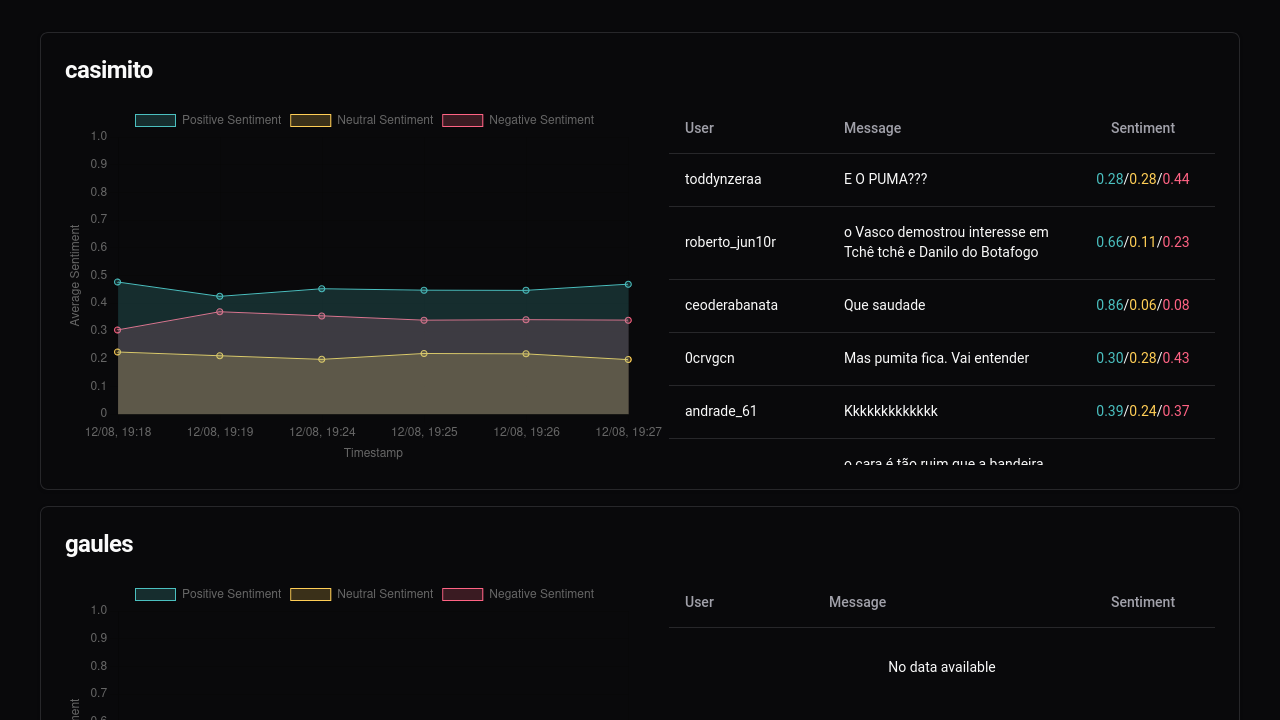 casimito
Positive Sentiment Neutral Sentiment Negative Sentiment
1.0
0.9
0.8
0.7
0.6
0.5
0.4
0.3
0.2
0.1
0
Average Sentiment
12/08, 19:18 12/08, 19:19 12/08, 19:24 12/08, 19:25 12/08, 19:26 12/08, 19:27
Timestamp
User Message Sentiment
toddynzeraa E O PUMA??? 0.28/0.28/0.44
roberto_jun10r o Vasco demostrou interesse em 0.66/0.11/0.23
Tchê tchê e Danilo do Botafogo
ceoderabanata Que saudade 0.86/0.06/0.08
0crvgcn Mas pumita fica. Vai entender 0.30/0.28/0.43
andrade_61 Kkkkkkkkkkkkk 0.39/0.24/0.37
o cara é tão ruim que a bandeira
gaules
Positive Sentiment Neutral Sentiment Negative Sentiment
1.0
0.9
0.8
0.7
User Message Sentiment
No data available